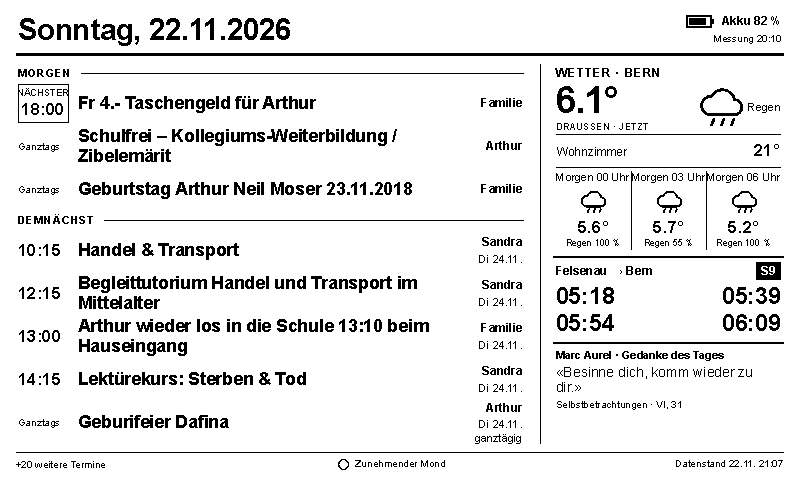 Sonntag, 22.11.2026
Akku 82 %
Messung 20:10
MORGEN
NÄCHSTER
18:00
Fr 4.- Taschengeld für Arthur
Familie
Ganztags
Schulfrei – Kollegiums-Weiterbildung /
Zibelemärit
Arthur
Ganztags
Geburtstag Arthur Neil Moser 23.11.2018
Familie
DEMNÄCHST
10:15
Handel & Transport
Sandra
Di 24.11.
12:15
Begleittutorium Handel und Transport im
Mittelalter
Sandra
Di 24.11.
13:00
Arthur wieder los in die Schule 13:10 beim
Hauseingang
Familie
Di 24.11.
14:15
Lektürekurs: Sterben & Tod
Sandra
Di 24.11.
Ganztags
Geburifeier Dafina
Arthur
Di 24.11.
ganztägig
WETTER · BERN
6.1°
Regen
DRAUSSEN · JETZT
Wohnzimmer 21°
Morgen 00 Uhr Morgen 03 Uhr Morgen 06 Uhr
5.6° 5.7° 5.2°
Regen 100 % Regen 55 % Regen 100 %
Felsenau › Bern S9
05:18 05:39
05:54 06:09
Marc Aurel · Gedanke des Tages
«Besinne dich, komm wieder zu
dir.»
Selbstbetrachtungen · VI, 31
+20 weitere Termine
Zunehmender Mond
Datenstand 22.11. 21:07